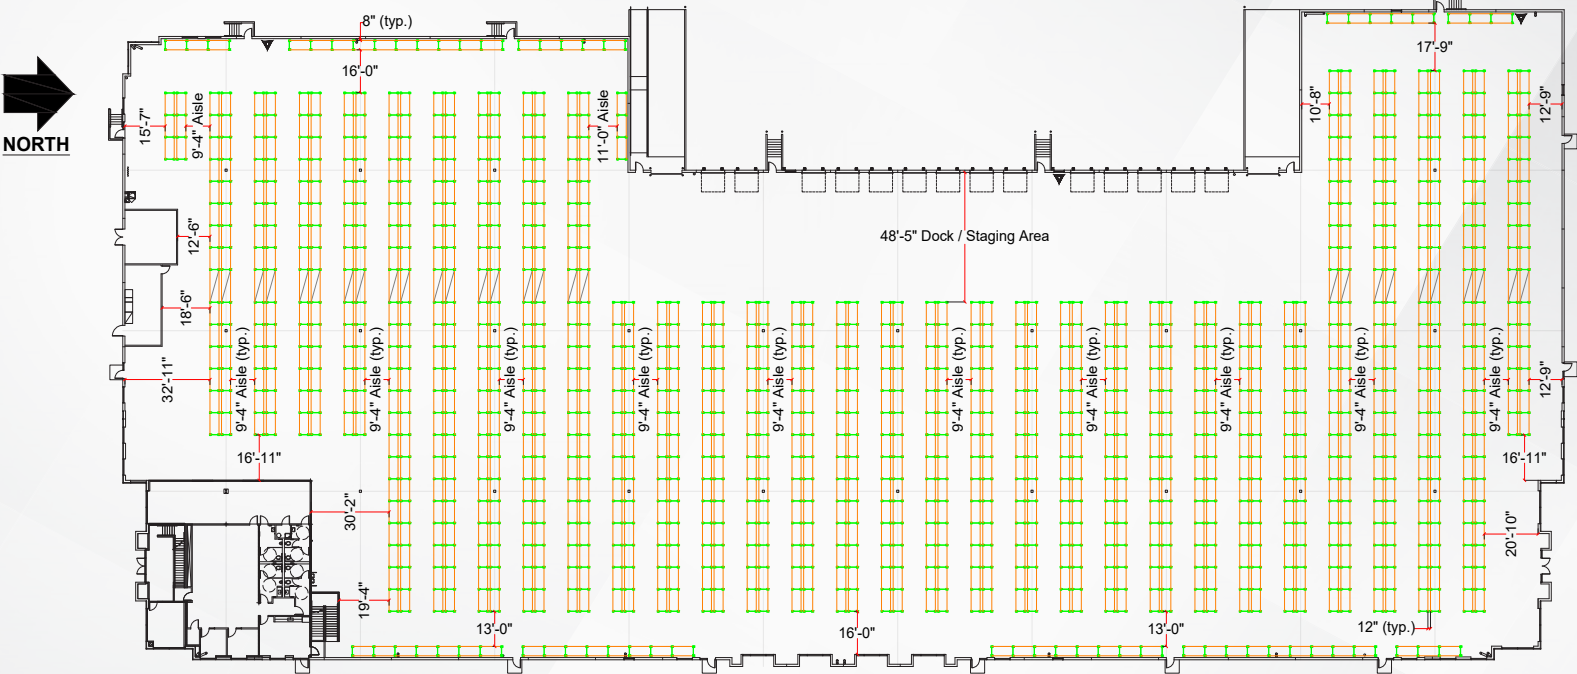 8" (typ.)
16'-0"
17'-9"
NORTH
15'-7"
9'-4" Aisle
11'-0" Aisle
10'-8"
12'-9"
12'-6"
48'-5" Dock / Staging Area
18'-6"
32'-11"
9'-4" Aisle (typ.)
9'-4" Aisle (typ.)
9'-4" Aisle (typ.)
9'-4" Aisle (typ.)
9'-4" Aisle (typ.)
9'-4" Aisle (typ.)
9'-4" Aisle (typ.)
9'-4" Aisle (typ.)
9'-4" Aisle (typ.)
9'-4" Aisle (typ.)
12'-9"
16'-11"
16'-11"
30'-2"
20'-10"
19'-4"
13'-0"
16'-0"
13'-0"
12" (typ.)